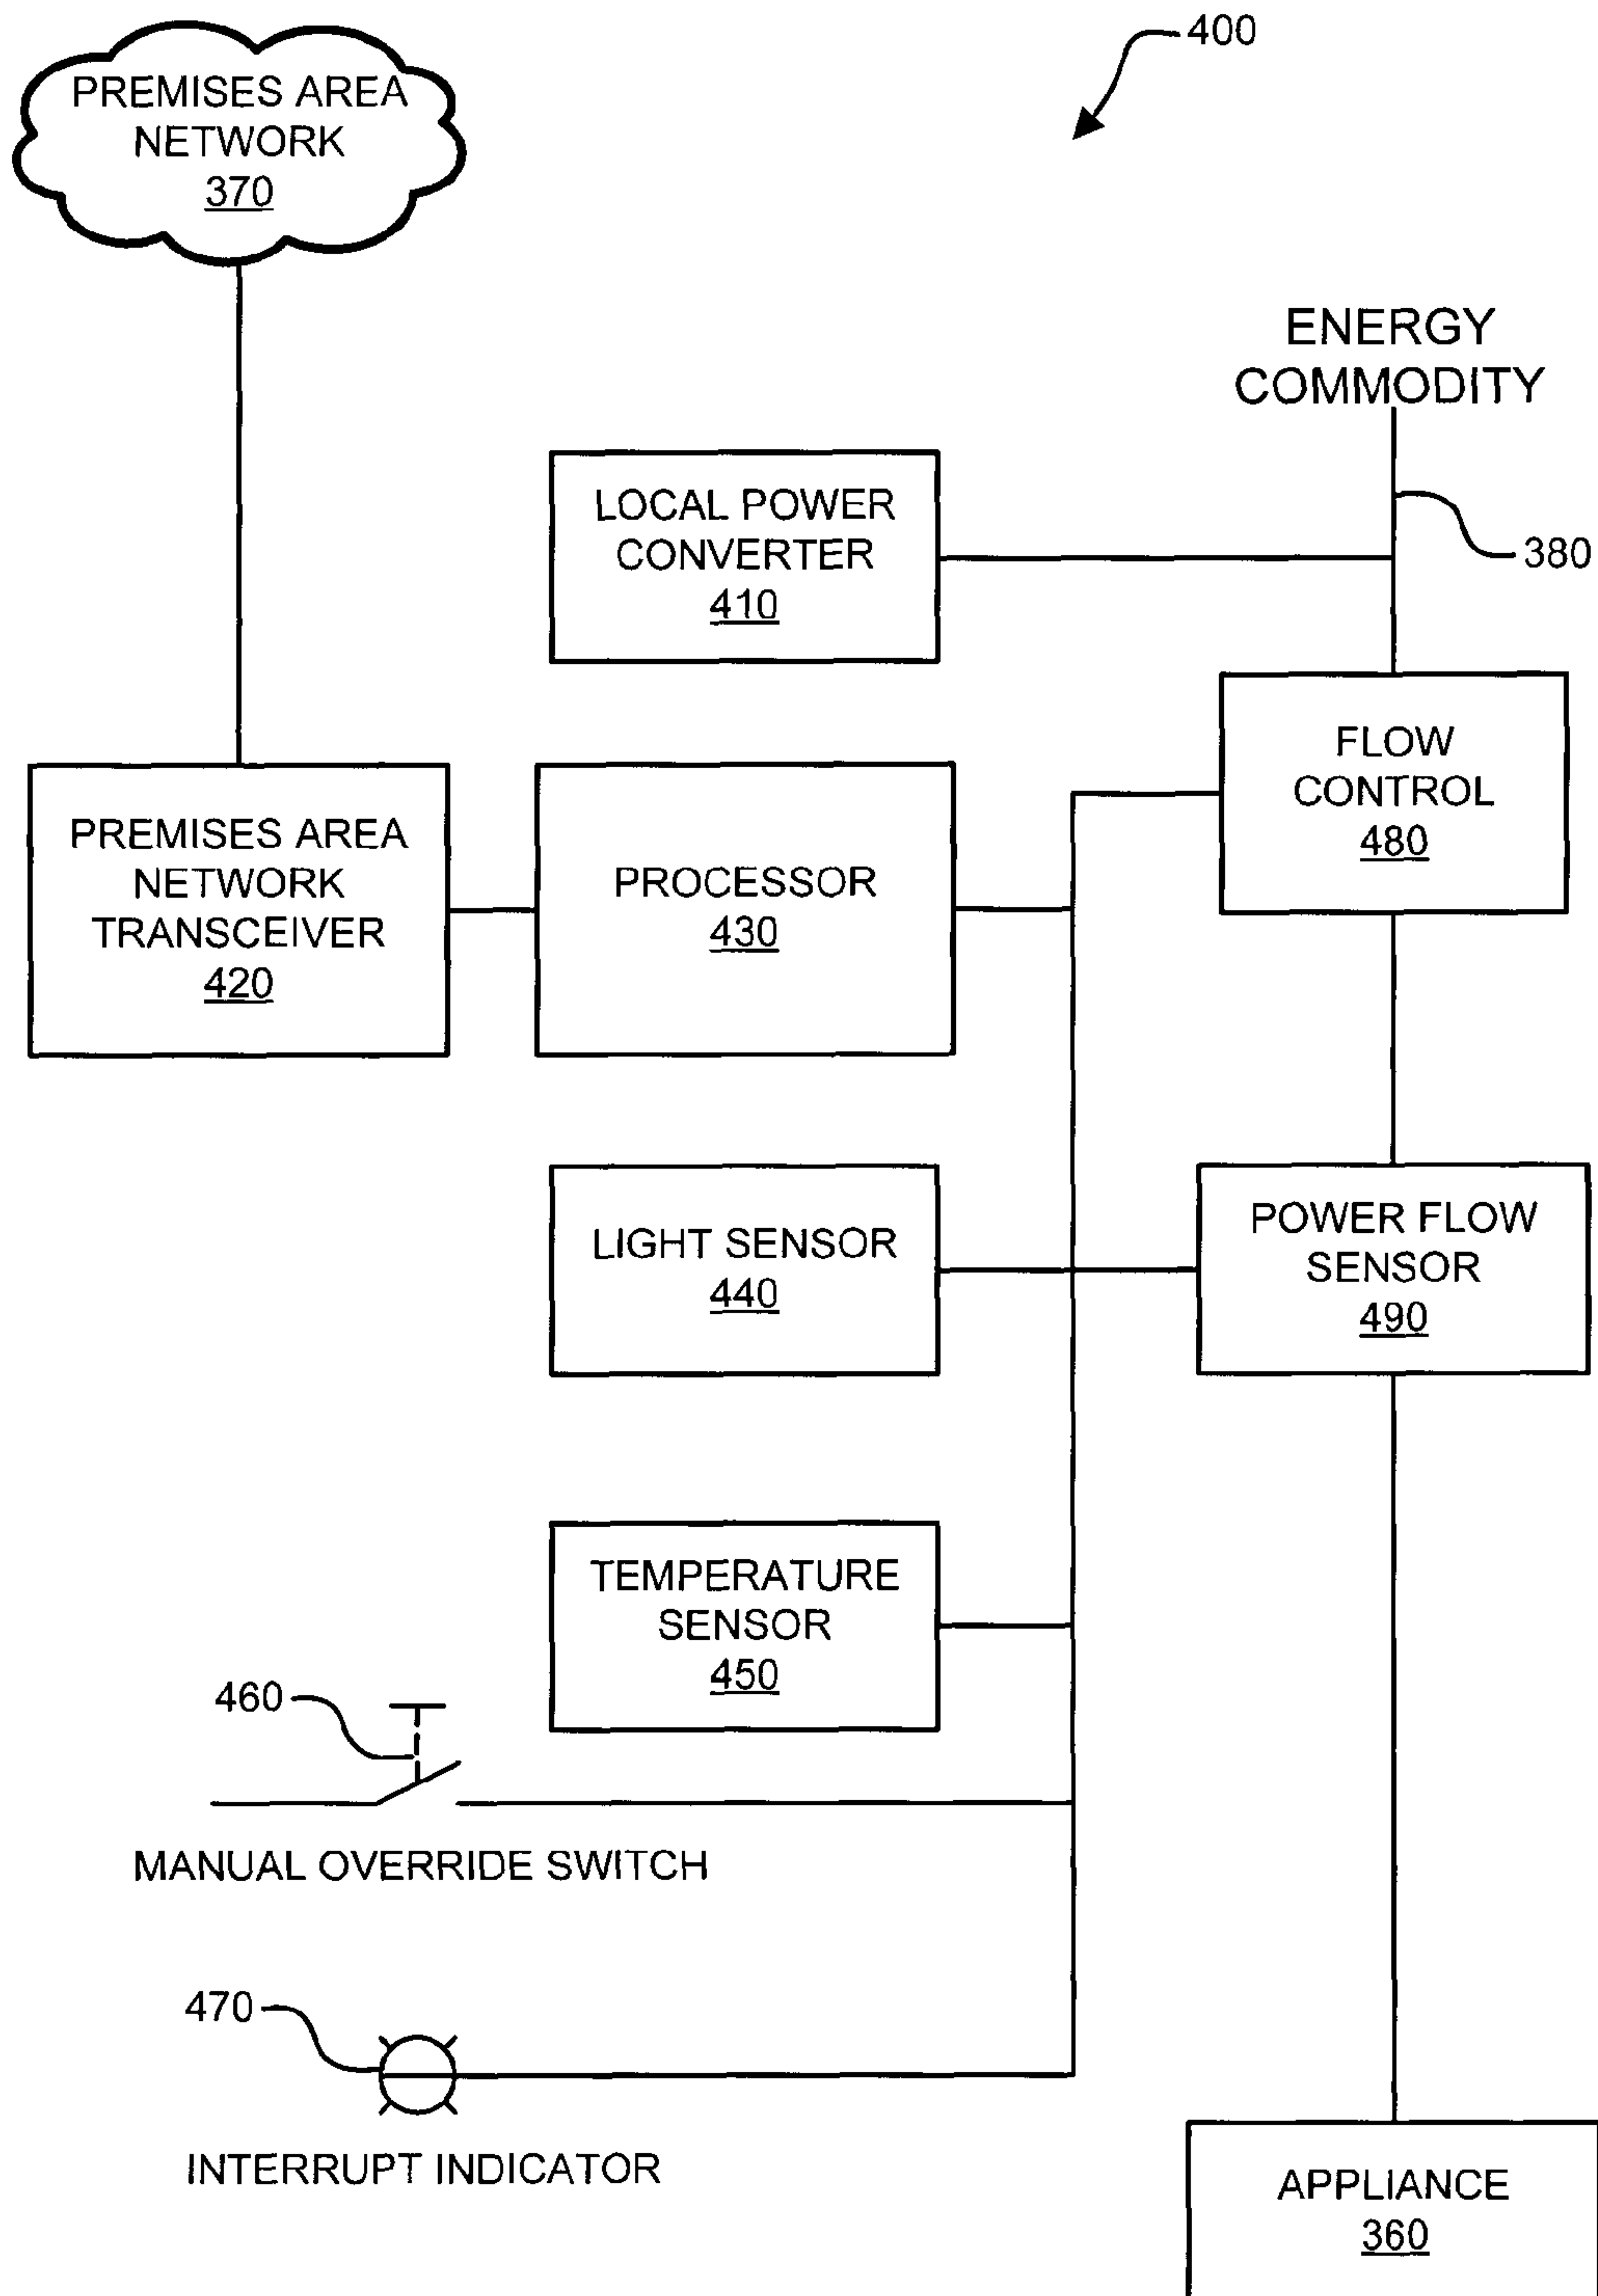 400
PREMISES AREA
NETWORK
370
ENERGY
COMMODITY
380
LOCAL POWER
CONVERTER
410
FLOW
CONTROL
480
PREMISES AREA
NETWORK
TRANSCEIVER
420
PROCESSOR
430
LIGHT SENSOR
440
POWER FLOW
SENSOR
490
TEMPERATURE
SENSOR
450
460
MANUAL OVERRIDE SWITCH
470
INTERRUPT INDICATOR
APPLIANCE
360